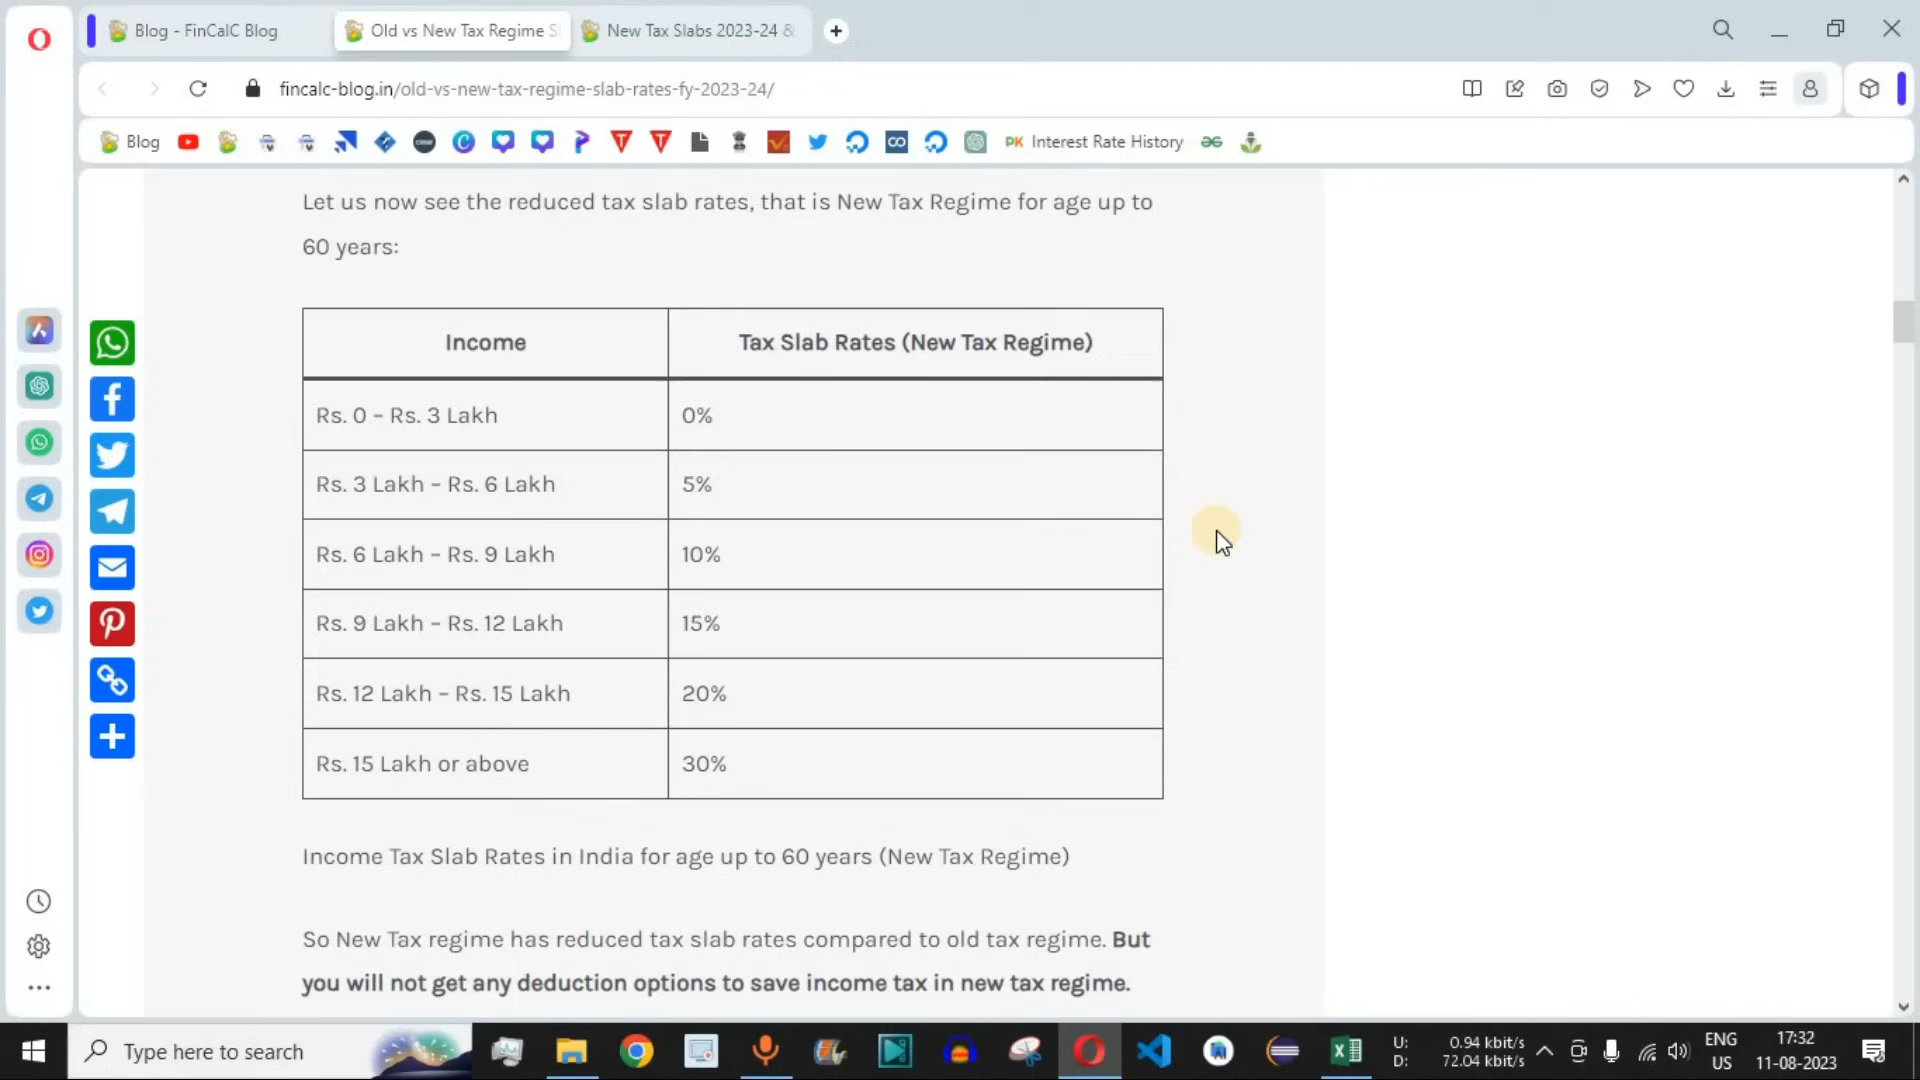 Blog - FinCalC Blog
Old vs New Tax Regime S
New Tax Slabs 2023-24 &
fincalc-blog.in/old-vs-new-tax-regime-slab-rates-fy-2023-24/
Blog
PK Interest Rate History
Let us now see the reduced tax slab rates, that is New Tax Regime for age up to
60 years:
Income Tax Slab Rates (New Tax Regime)
Rs. 0 – Rs. 3 Lakh 0%
Rs. 3 Lakh – Rs. 6 Lakh 5%
Rs. 6 Lakh – Rs. 9 Lakh 10%
Rs. 9 Lakh – Rs. 12 Lakh 15%
Rs. 12 Lakh – Rs. 15 Lakh 20%
Rs. 15 Lakh or above 30%
Income Tax Slab Rates in India for age up to 60 years (New Tax Regime)
So New Tax regime has reduced tax slab rates compared to old tax regime. But
you will not get any deduction options to save income tax in new tax regime.
Type here to search
U: 0.94 kbit/s
D: 72.04 kbit/s
ENG
US
17:32
11-08-2023